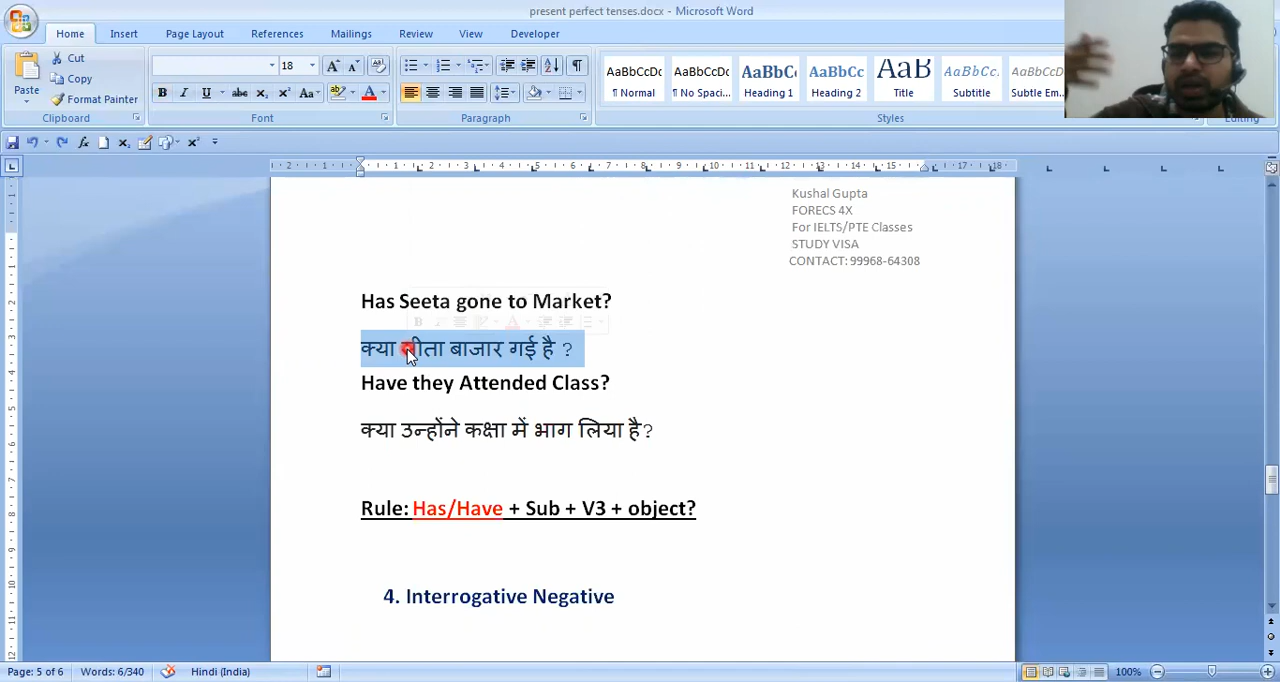 present perfect tenses.docx - Microsoft Word
Home Insert Page Layout References Mailings Review View Developer
Paste
Cut
Copy
Format Painter
18
AaBbCcDc AaBbCcDc AaBbCc AaBbCc AaB AaBbCc. AaBbCcDc
¶ Normal ¶ No Spaci... Heading 1 Heading 2 Title Subtitle Subtle Em...
Clipboard Font Paragraph Styles Editing
Kushal Gupta
FORECS 4X
For IELTS/PTE Classes
STUDY VISA
CONTACT: 99968-64308
Has Seeta gone to Market?
क्या सीता बाजार गई है ?
Have they Attended Class?
क्या उन्होंने कक्षा में भाग लिया है?
Rule: Has/Have + Sub + V3 + object?
4. Interrogative Negative
Page: 5 of 6 Words: 6/340 Hindi (India) 100%